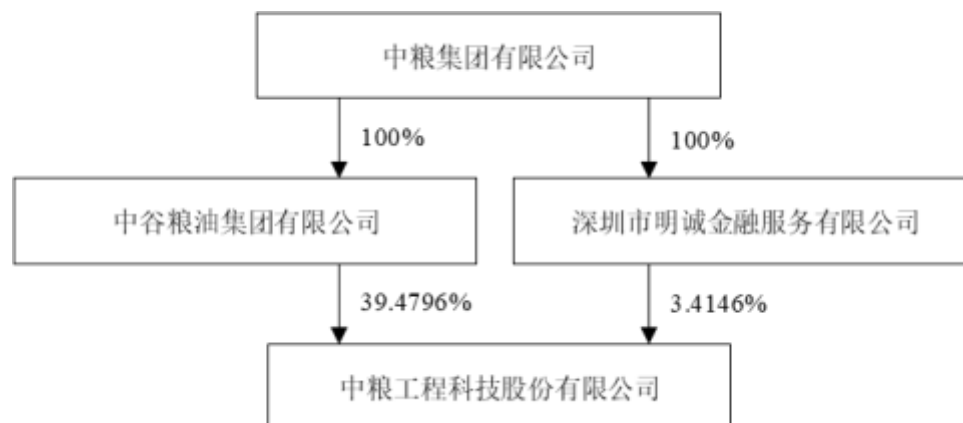 中粮集团有限公司
100%
100%
中谷粮油集团有限公司
深圳市明诚金融服务有限公司
39.4796%
3.4146%
中粮工程科技股份有限公司